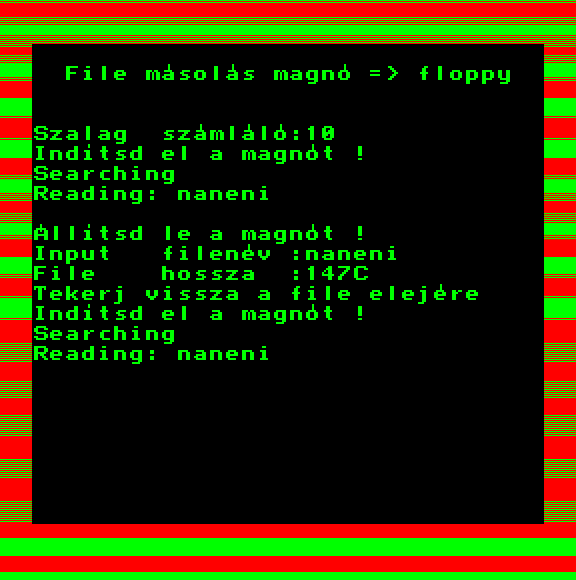 File másolás magnó => floppy
Szalag számláló:10
Indítsd el a magnót !
Searching
Reading: naneni
Állítsd le a magnót !
Input filenév :naneni
File hossza :147C
Tekerj vissza a file elejére
Indítsd el a magnót !
Searching
Reading: naneni